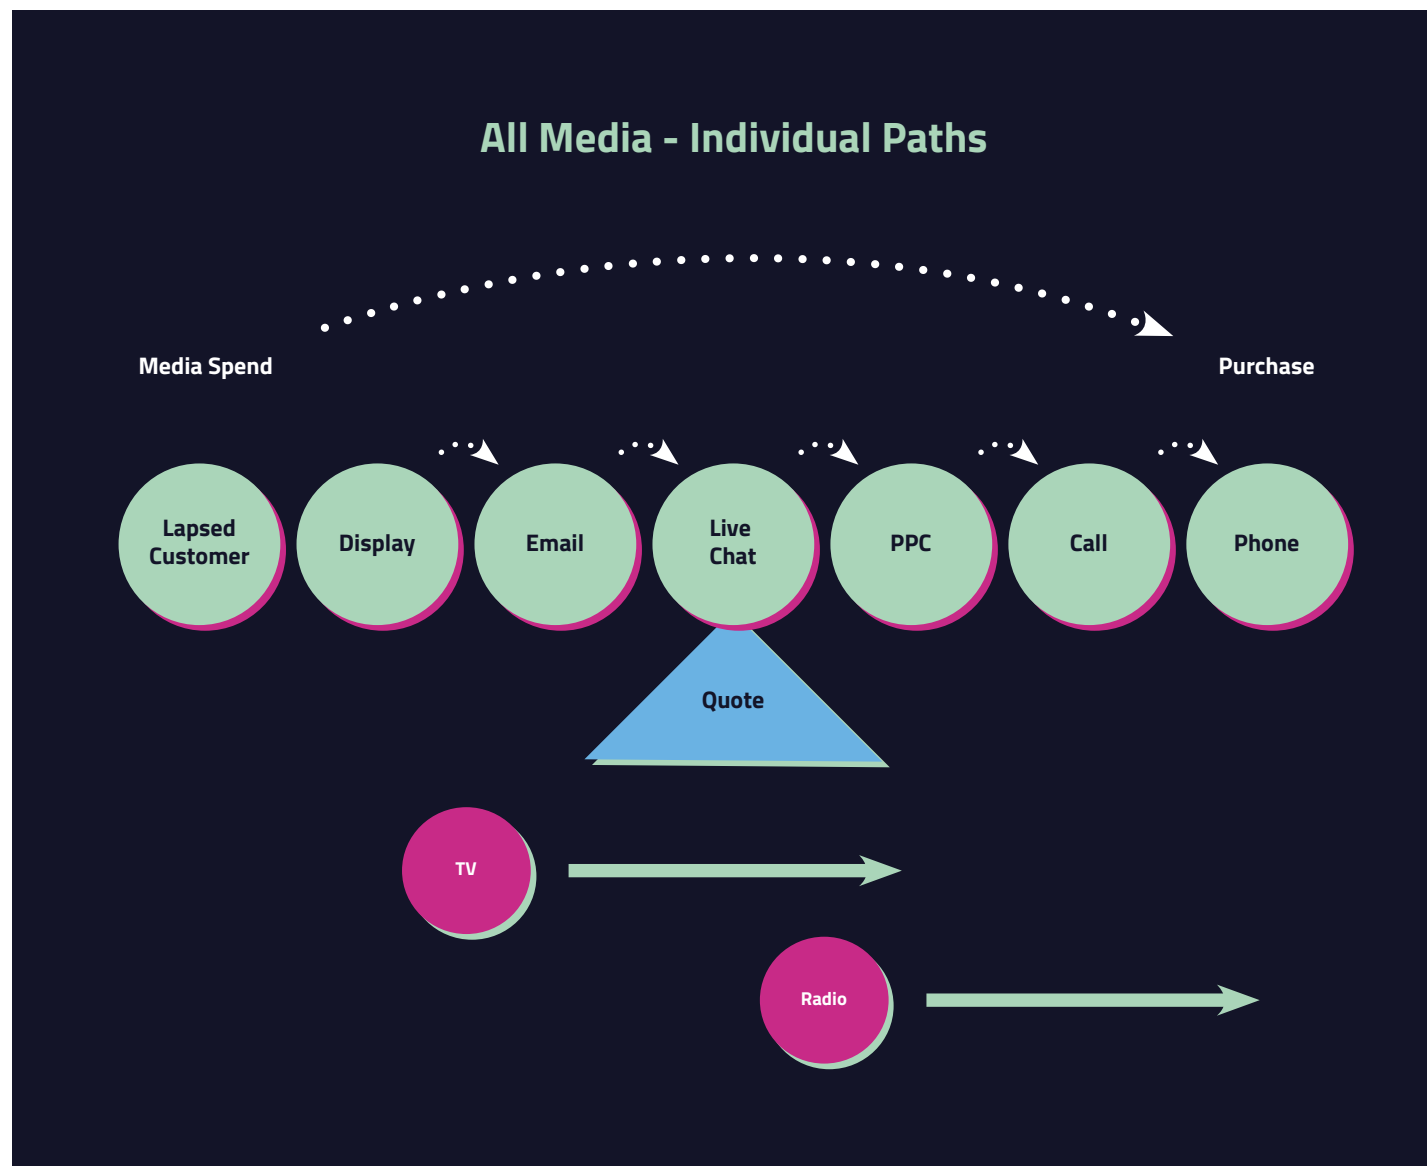 All Media - Individual Paths
Media Spend
Purchase
Lapsed
Customer
Display
Email
Live
Chat
PPC
Call
Phone
Quote
TV
Radio